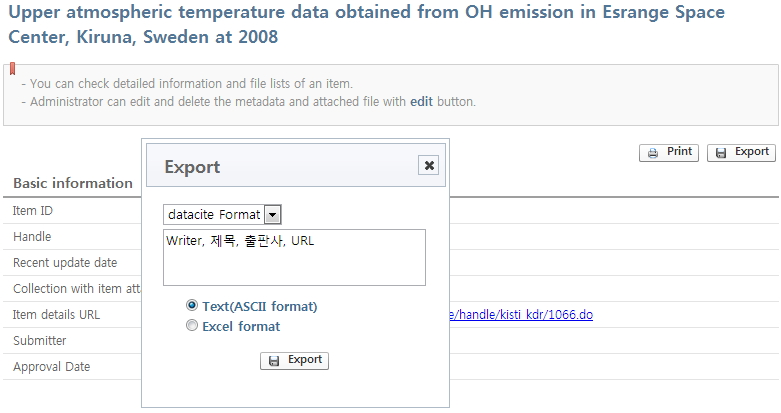 Upper atmospheric temperature data obtained from OH emission in Esrange Space
Center, Kiruna, Sweden at 2008
- You can check detailed information and file lists of an item.
- Administrator can edit and delete the metadata and attached file with edit button.
Print
Export
Export
Basic information
Item ID
Handle
Recent update date
Collection with item att
Item details URL
e/handle/kisti_kdr/1066.do
Submitter
Approval Date
datacite Format
Writer, 제목, 출판사, URL
Text(ASCII format)
Excel format
Export